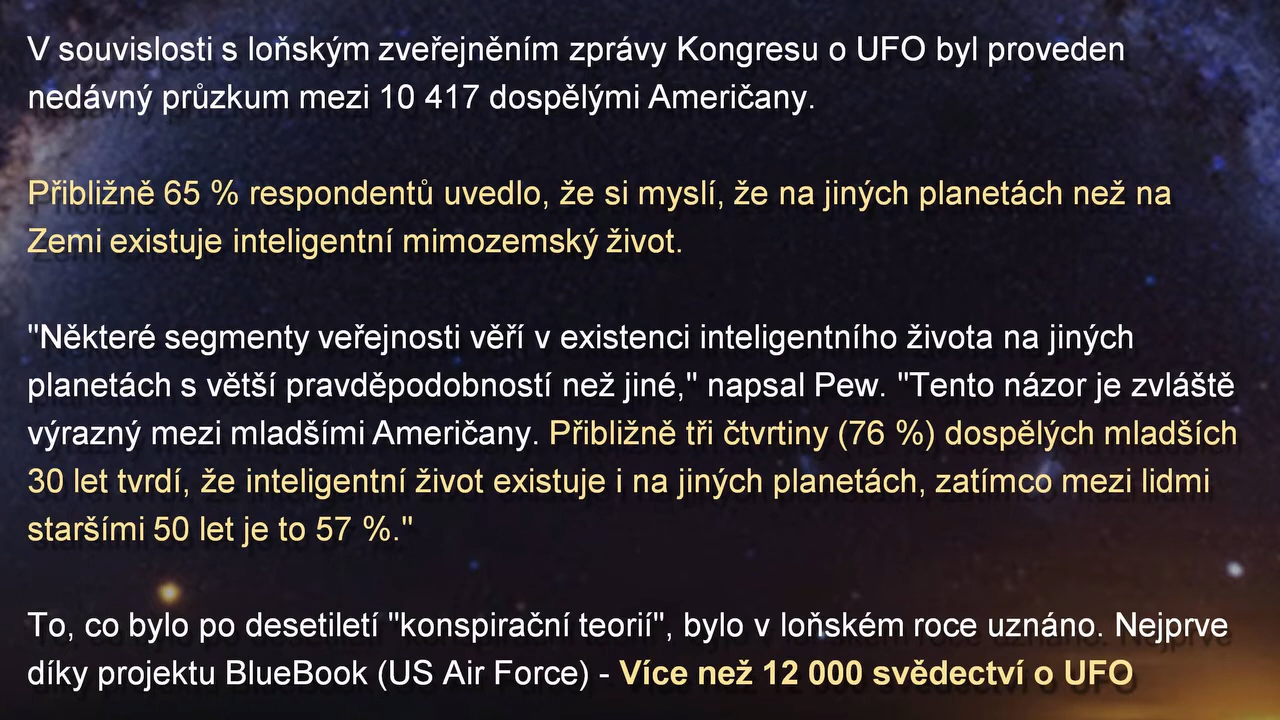 V souvislosti s loňským zveřejněním zprávy Kongresu o UFO byl proveden
nedávný průzkum mezi 10 417 dospělými Američany.
Přibližně 65 % respondentů uvedlo, že si myslí, že na jiných planetách než na
Zemi existuje inteligentní mimozemský život.
"Některé segmenty veřejnosti věří v existenci inteligentního života na jiných
planetách s větší pravděpodobností než jiné," napsal Pew. "Tento názor je zvláště
výrazný mezi mladšími Američany. Přibližně tři čtvrtiny (76 %) dospělých mladších
30 let tvrdí, že inteligentní život existuje i na jiných planetách, zatímco mezi lidmi
staršími 50 let je to 57 %."
To, co bylo po desetiletí "konspirační teorií", bylo v loňském roce uznáno. Nejprve
díky projektu BlueBook (US Air Force) - Více než 12 000 svědectví o UFO